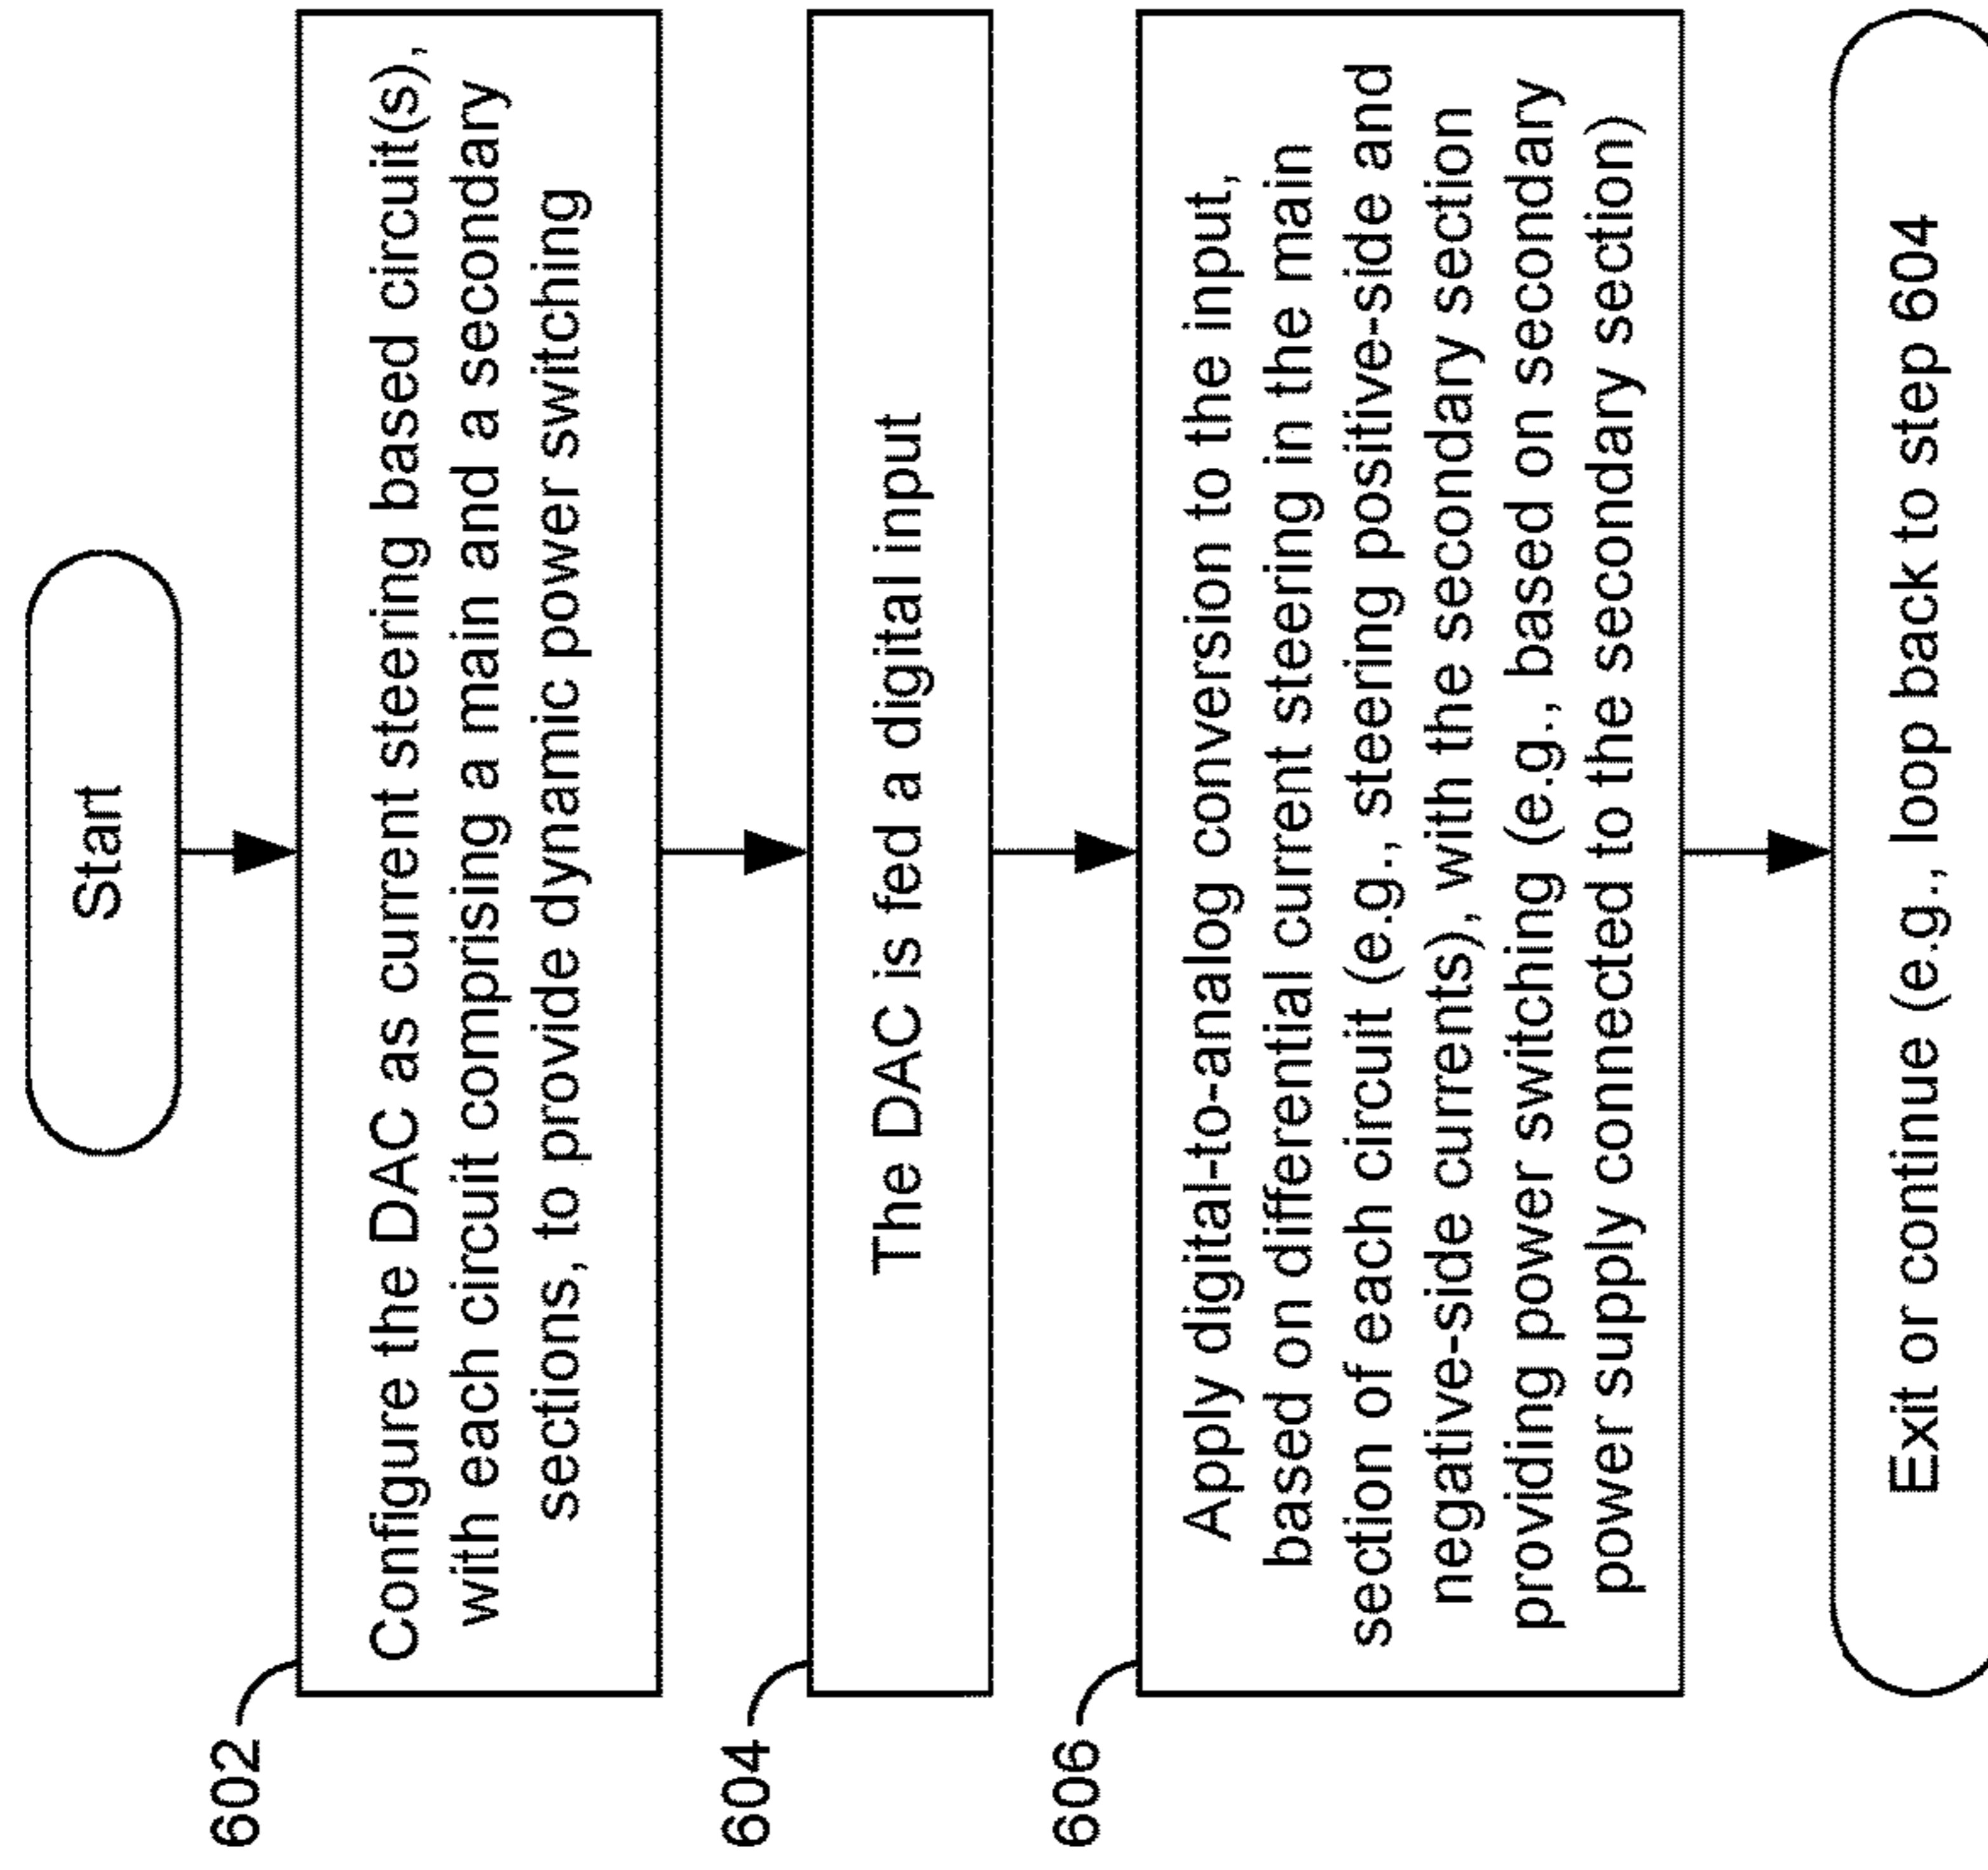 Start
602
Configure the DAC as current steering based circuit(s),
with each circuit comprising a main and a secondary
sections, to provide dynamic power switching
604
The DAC is fed a digital input
606
Apply digital-to-analog conversion to the input,
based on differential current steering in the main
section of each circuit (e.g., steering positive-side and
negative-side currents), with the secondary section
providing power switching (e.g., based on secondary
power supply connected to the secondary section)
Exit or continue (e.g., loop back to step 604